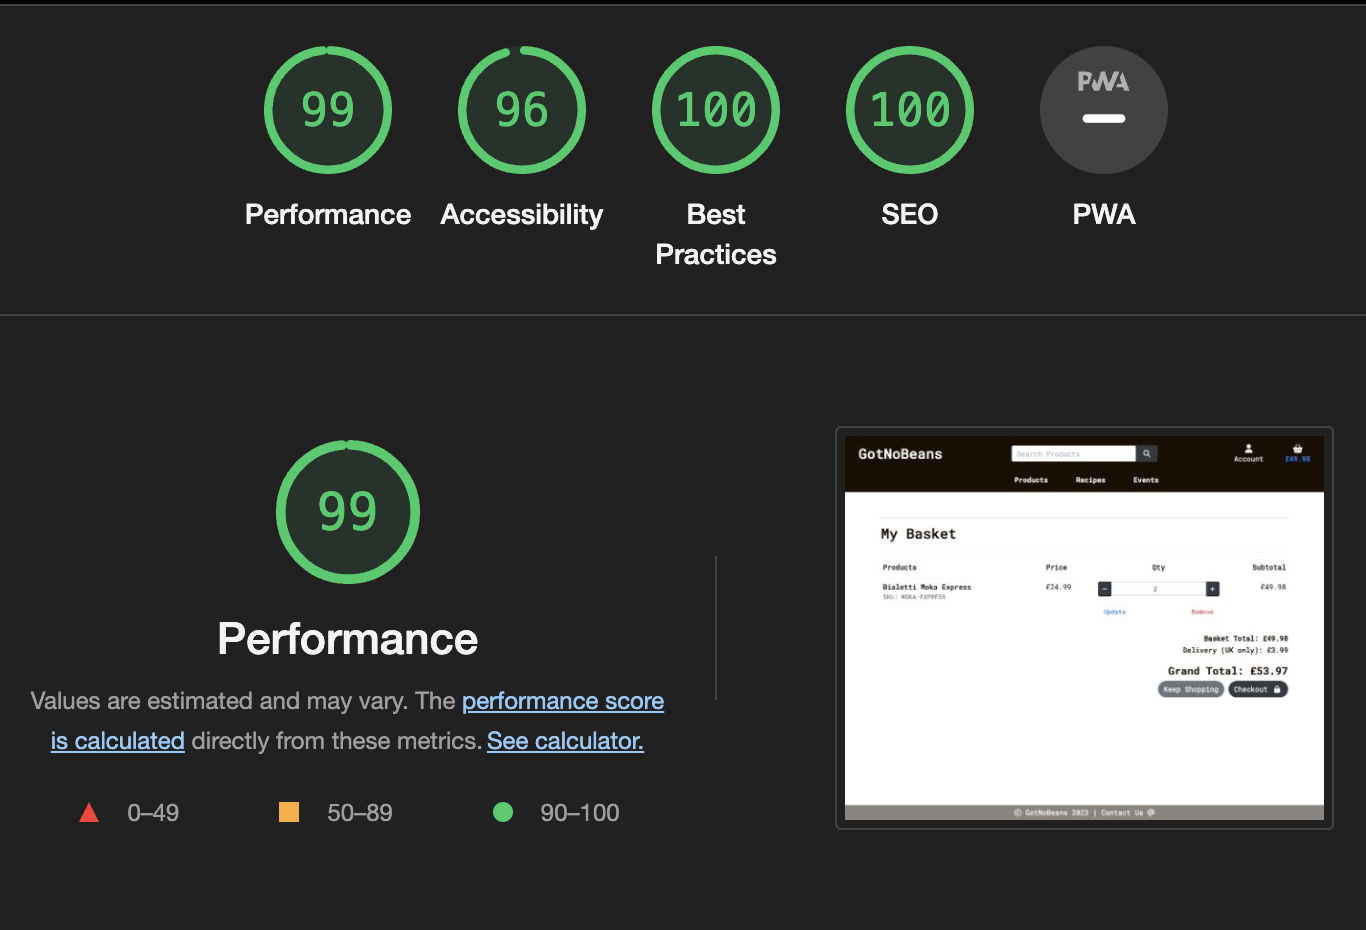 99
96
100
100
PWA
Performance
Accessibility
Best
Practices
SEO
PWA
99
Performance
Values are estimated and may vary. The performance score
is calculated directly from these metrics. See calculator.
0–49
50–89
90–100
GotNoBeans
Search Products
Account
£49.98
Products
Recipes
Events
My Basket
Products
Price
Qty
Subtotal
Bialetti Moka Express
£24.99
−
2
+
£49.98
SKU: MOKA-EXPRESS
Update
Remove
Basket Total: £49.98
Delivery (UK only): £3.99
Grand Total: £53.97
Keep Shopping
Checkout
© GotNoBeans 2023 | Contact Us